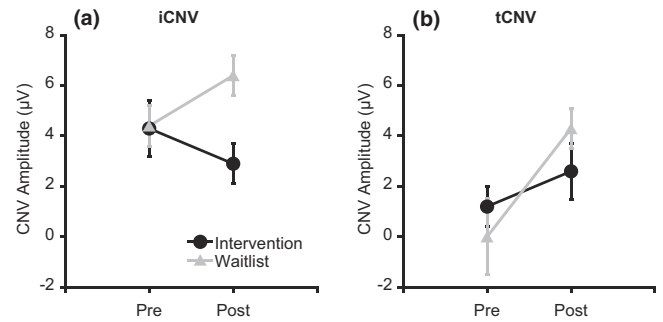 (a) iCNV
CNV Amplitude (μV)
8
6
4
2
0
-2
Pre Post
Intervention
Waitlist
(b) tCNV
CNV Amplitude (μV)
8
6
4
2
0
-2
Pre Post